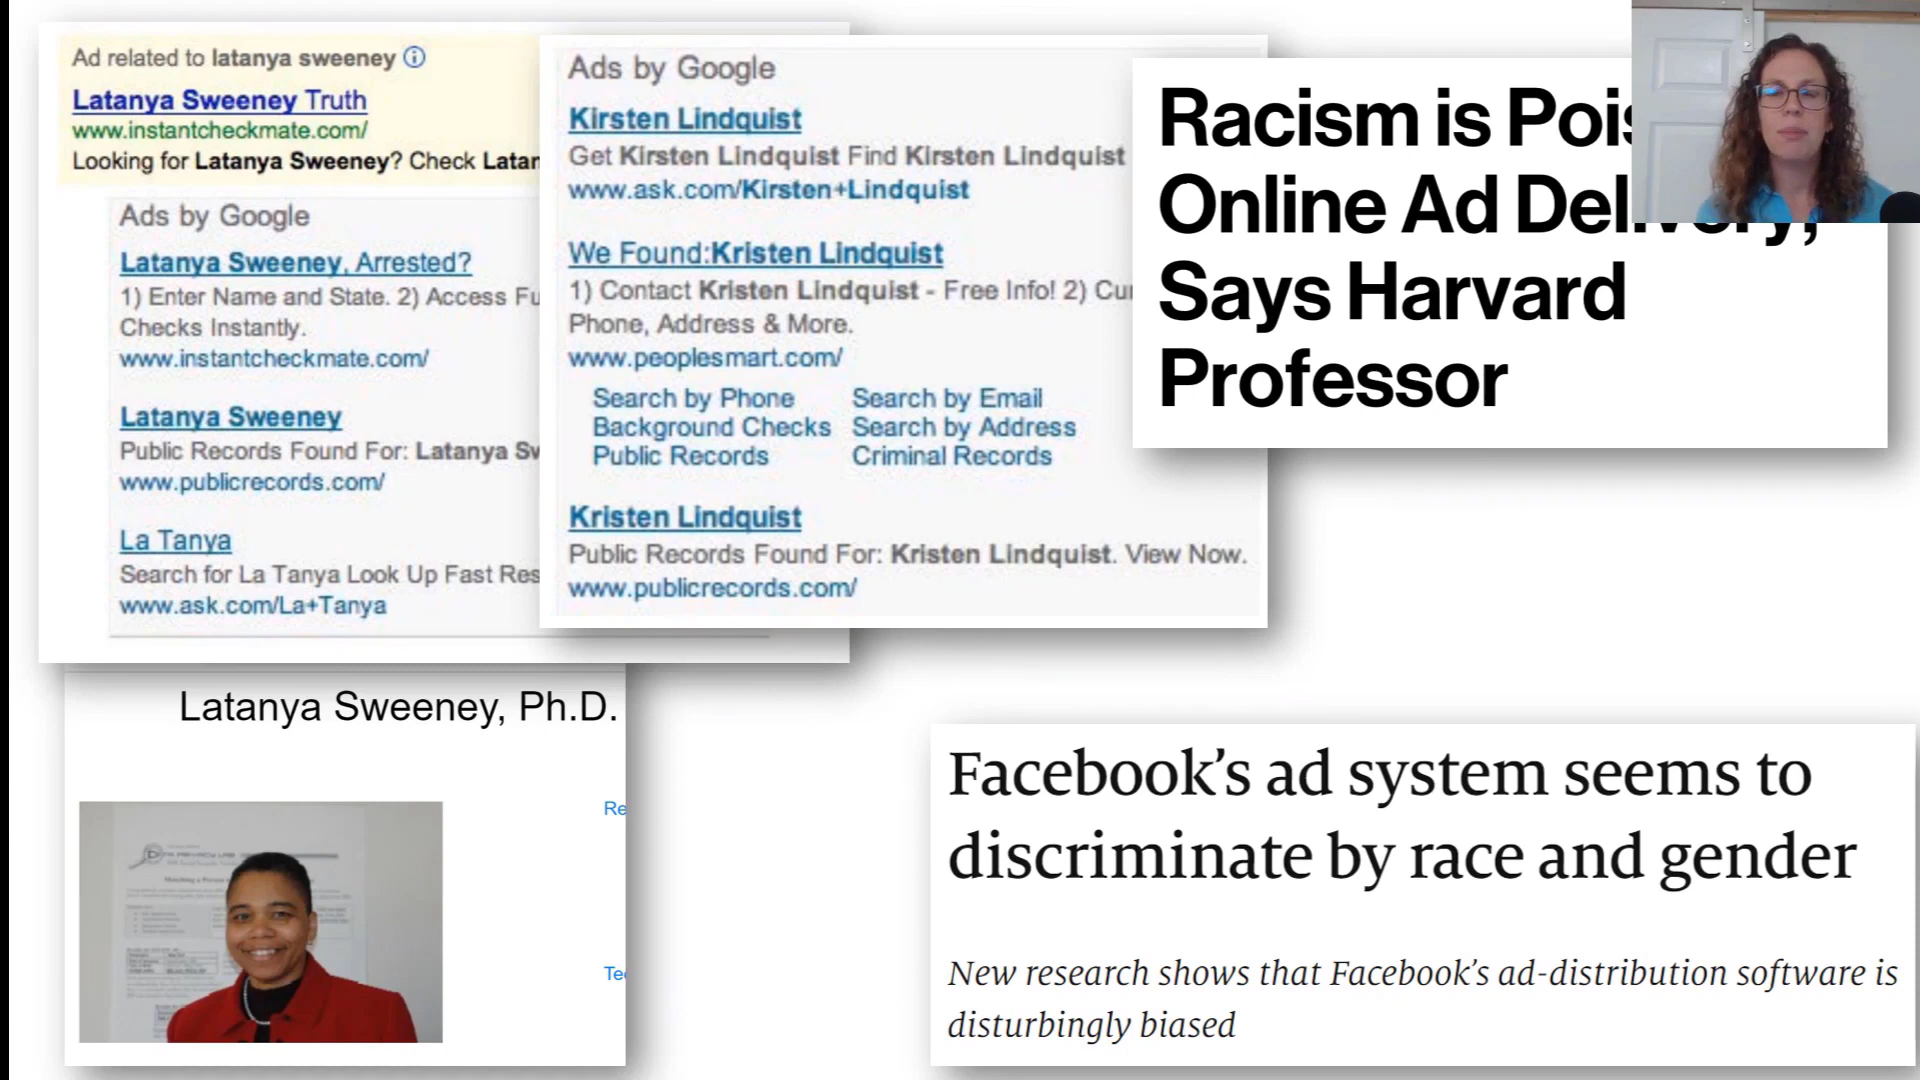 Ad related to latanya sweeney
Latanya Sweeney Truth
www.instantcheckmate.com/
Looking for Latanya Sweeney? Check
Ads by Google
Latanya Sweeney, Arrested?
1) Enter Name and State. 2) Access
Checks Instantly.
www.instantcheckmate.com/
Latanya Sweeney
Public Records Found For: Latanya
www.publicrecords.com/
La Tanya
Search for La Tanya Look Up Fast
www.ask.com/La+Tanya
Ads by Google
Kirsten Lindquist
Get Kirsten Lindquist Find Kirsten Lindquist
www.ask.com/Kirsten+Lindquist
We Found:Kristen Lindquist
1) Contact Kristen Lindquist - Free Info! 2)
Phone, Address & More.
www.peoplesmart.com/
Search by Phone Search by Email
Background Checks Search by Address
Public Records Criminal Records
Kristen Lindquist
Public Records Found For: Kristen Lindquist. View Now.
www.publicrecords.com/
Racism is
Online Ad Delivery,
Says Harvard
Professor
Latanya Sweeney, Ph.D.
Facebook’s ad system seems to
discriminate by race and gender
New research shows that Facebook’s ad-distribution software is
disturbingly biased